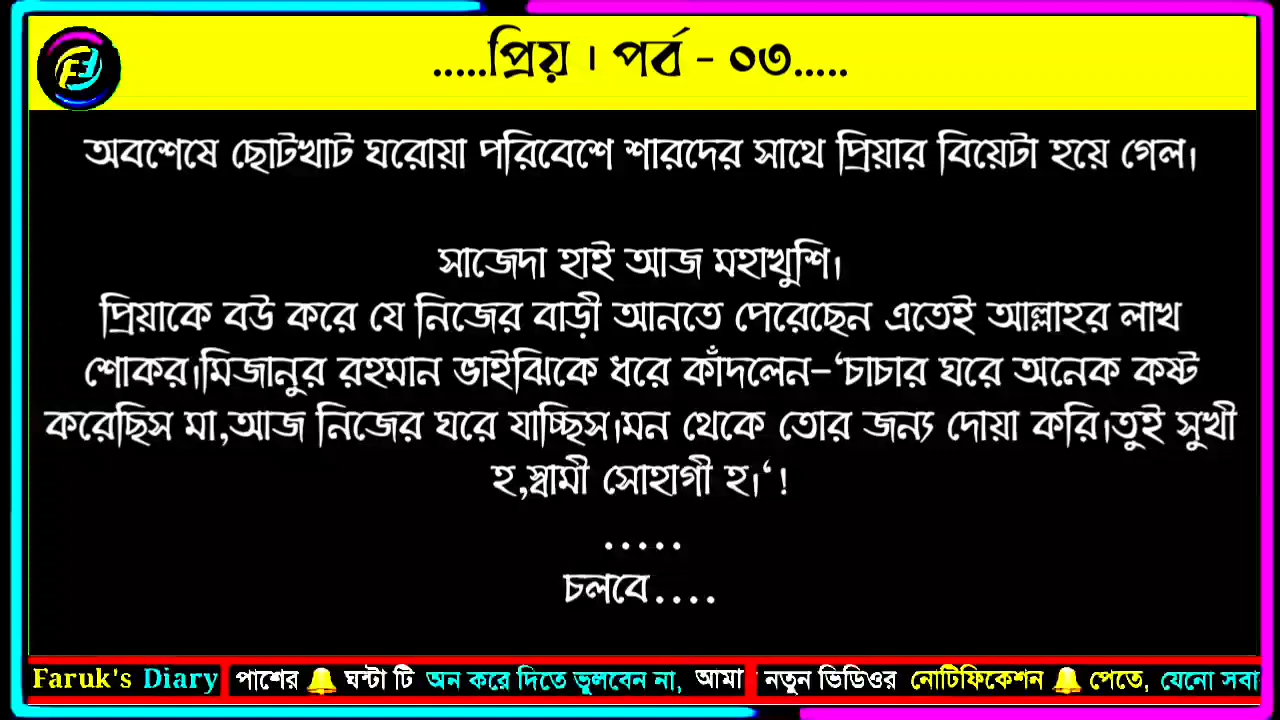 .....প্রিয় । পর্ব - ০৩.....
অবশেষে ছোটখাট ঘরোয়া পরিবেশে শারদের সাথে প্রিয়ার বিয়েটা হয়ে গেল।
সাজেদা হাই আজ মহাখুশি।
প্রিয়াকে বউ করে যে নিজের বাড়ী আনতে পেরেছেন এতেই আল্লাহর লাখ
শোকর।মিজানুর রহমান ভাইঝিকে ধরে কাঁদলেন-‘চাচার ঘরে অনেক কষ্ট
করেছিস মা,আজ নিজের ঘরে যাচ্ছিস।মন থেকে তোর জন্য দোয়া করি।তুই সুখী
হ,স্বামী সোহাগী হ।‘!
.....
চলবে....
Faruk's Diary পাশের 🔔 ঘন্টা টি অন করে দিতে ভুলবেন না, আমা নতুন ভিডিওর নোটিফিকেশন 🔔 পেতে, যেনো সবা